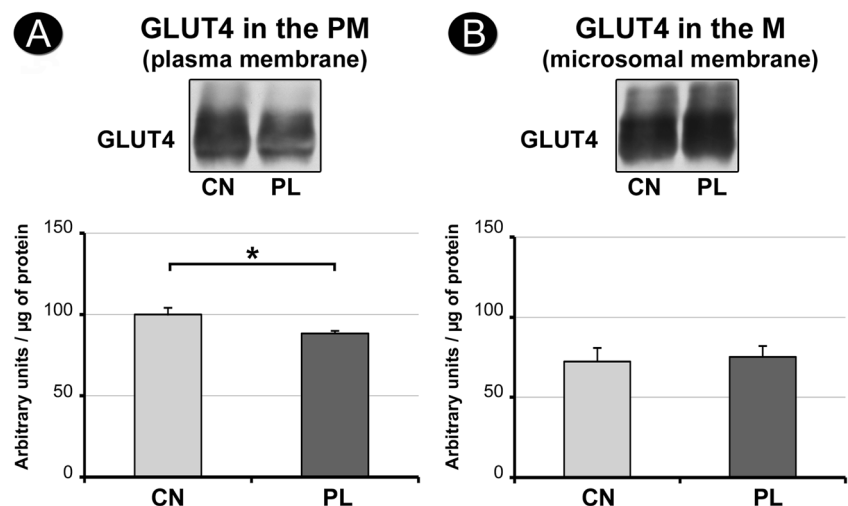 A
GLUT4 in the PM
(plasma membrane)
GLUT4
CN PL
Arbitrary units / µg of protein
150
100
50
0
*
CN PL
B
GLUT4 in the M
(microsomal membrane)
GLUT4
CN PL
Arbitrary units / µg of protein
150
100
50
0
CN PL